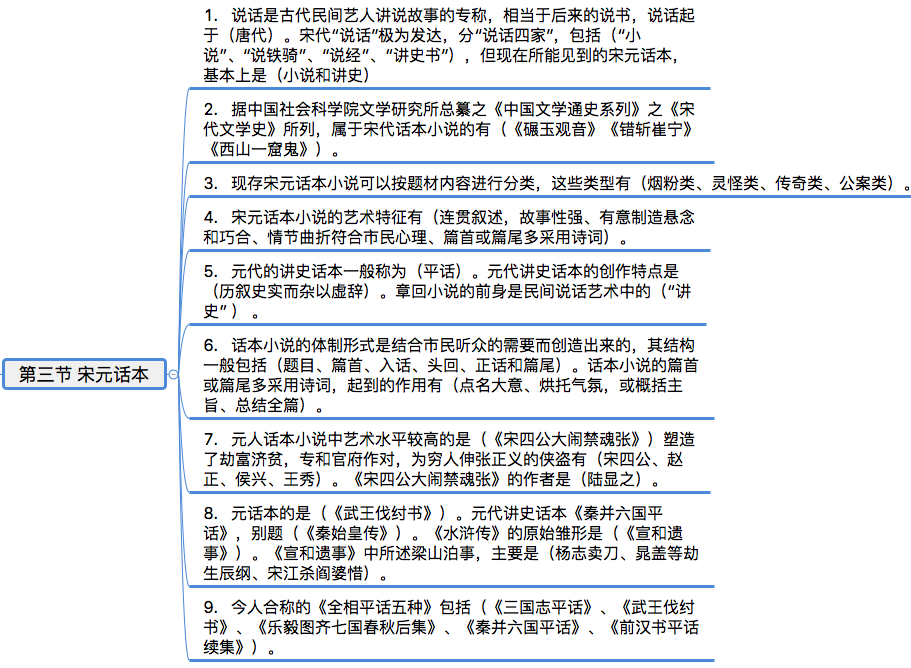 1. 说话是古代民间艺人讲说故事的专称，相当于后来的说书，说话起
于（唐代）。宋代“说话”极为发达，分“说话四家”，包括（“小
说”、“说铁骑”、“说经”、“讲史书”），但现在所能见到的宋元话本，
基本上是（小说和讲史）
2. 据中国社会科学院文学研究所总纂之《中国文学通史系列》之《宋
代文学史》所列，属于宋代话本小说的有（《碾玉观音》《错斩崔宁》
《西山一窟鬼》）。
3. 现存宋元话本小说可以按题材内容进行分类，这些类型有（烟粉类、灵怪类、传奇类、公案类）。
4. 宋元话本小说的艺术特征有（连贯叙述，故事性强、有意制造悬念
和巧合、情节曲折符合市民心理、篇首或篇尾多采用诗词）。
5. 元代的讲史话本一般称为（平话）。元代讲史话本的创作特点是
（历叙史实而杂以虚辞）。章回小说的前身是民间说话艺术中的（“讲
史” ） 。
第三节 宋元话本
6. 话本小说的体制形式是结合市民听众的需要而创造出来的，其结构
一般包括（题目、篇首、入话、头回、正话和篇尾）。话本小说的篇首
或篇尾多采用诗词，起到的作用有（点名大意、烘托气氛，或概括主
旨、总结全篇）。
7. 元人话本小说中艺术水平较高的是（《宋四公大闹禁魂张》）塑造
了劫富济贫，专和官府作对，为穷人伸张正义的侠盗有（宋四公、赵
正、侯兴、王秀）。《宋四公大闹禁魂张》的作者是（陆显之）。
8. 元话本的是（《武王伐纣书》）。元代讲史话本《秦并六国平
话》，别题（《秦始皇传》）。《水浒传》的原始雏形是（《宣和遗
事》）。《宣和遗事》中所述梁山泊事，主要是（杨志卖刀、晁盖等劫
生辰纲、宋江杀阎婆惜）。
9. 今人合称的《全相平话五种》包括（《三国志平话》、《武王伐纣
书》、《乐毅图齐七国春秋后集》、《秦并六国平话》、《前汉书平话
续集》）。